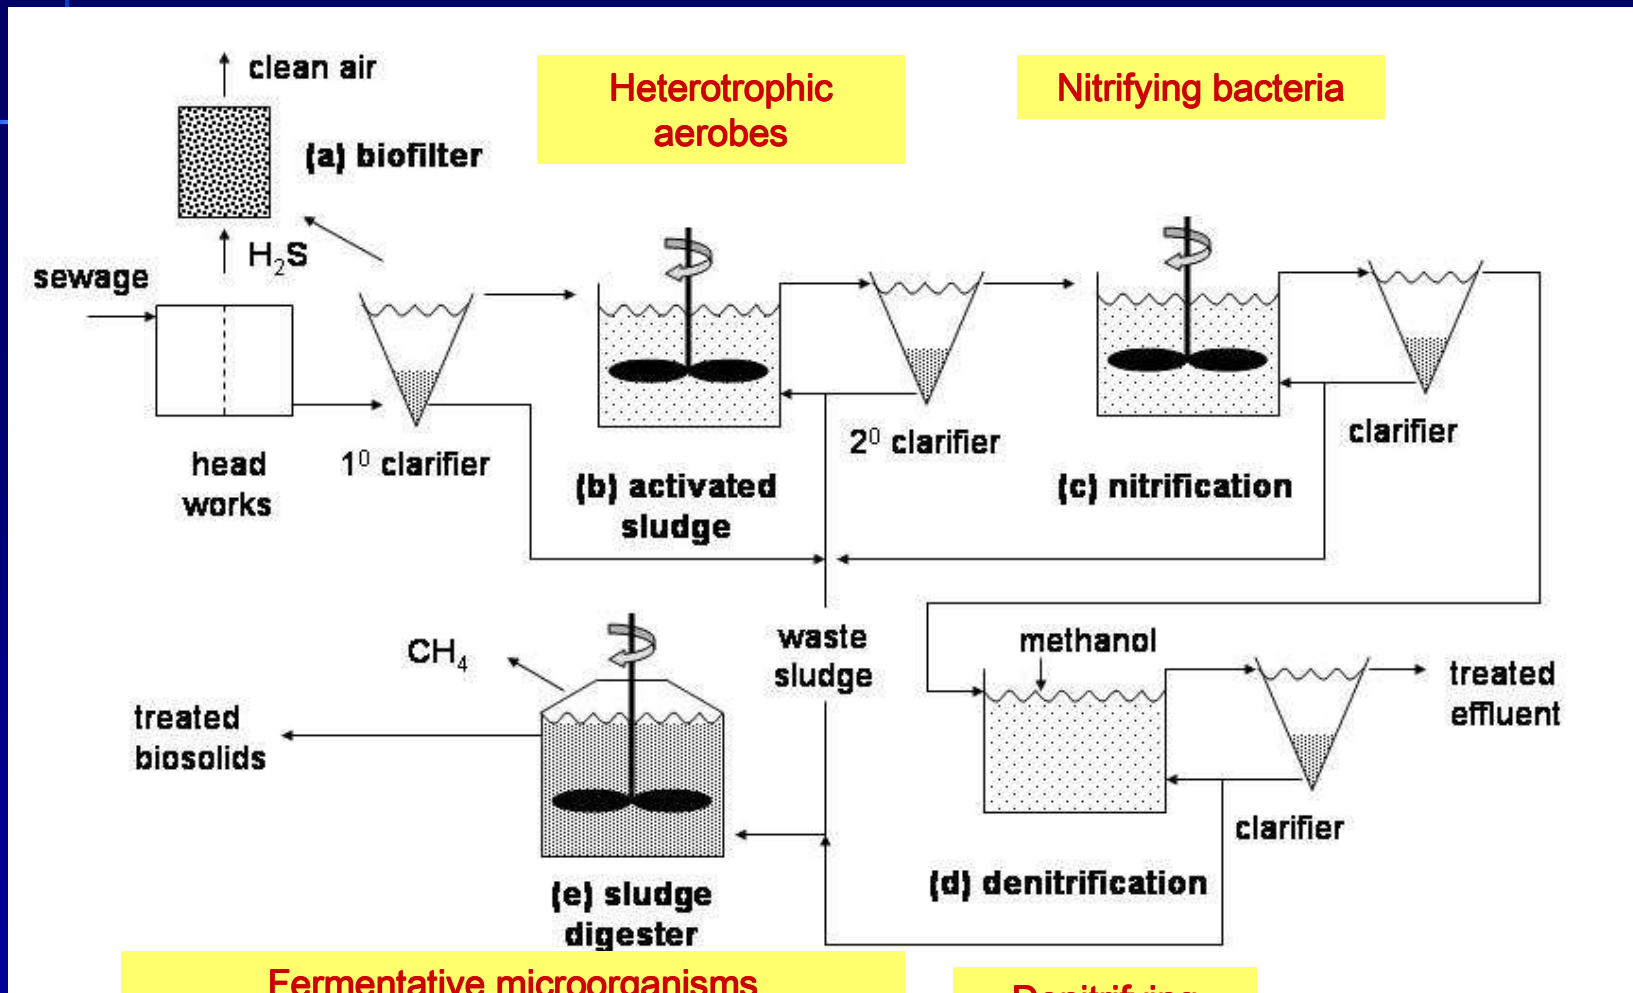 clean air
Heterotrophic
aerobes
Nitrifying bacteria
(a) biofilter
H₂S
sewage
head
works
1⁰ clarifier
(b) activated
sludge
2⁰ clarifier
(c) nitrification
clarifier
CH₄
waste
sludge
methanol
treated
effluent
treated
biosolids
clarifier
(e) sludge
digester
(d) denitrification
Fermentative microorganisms
Denitrifying